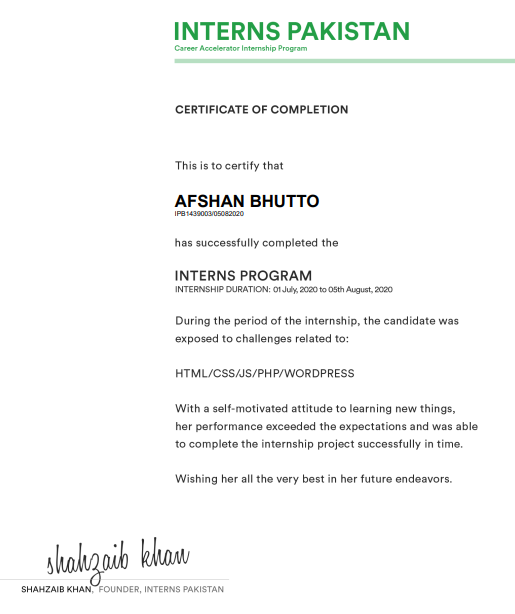 INTERNS PAKISTAN
Career Accelerator Internship Program
CERTIFICATE OF COMPLETION
This is to certify that
AFSHAN BHUTTO
IPB1439003/05082020
has successfully completed the
INTERNS PROGRAM
INTERNSHIP DURATION: 01 July, 2020 to 05th August, 2020
During the period of the internship, the candidate was
exposed to challenges related to:
HTML/CSS/JS/PHP/WORDPRESS
With a self-motivated attitude to learning new things,
her performance exceeded the expectations and was able
to complete the internship project successfully in time.
Wishing her all the very best in her future endeavors.
shahzaib khan
SHAHZAIB KHAN, FOUNDER, INTERNS PAKISTAN